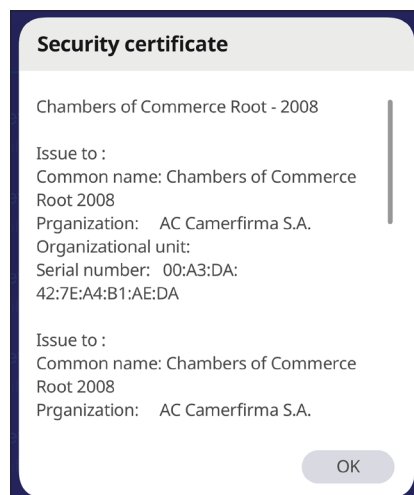 Security certificate
Chambers of Commerce Root - 2008
Issue to :
Common name: Chambers of Commerce
Root 2008
Prganization: AC Camerfirma S.A.
Organizational unit:
Serial number: 00:A3:DA:
42:7E:A4:B1:AE:DA
Issue to :
Common name: Chambers of Commerce
Root 2008
Prganization: AC Camerfirma S.A.
OK